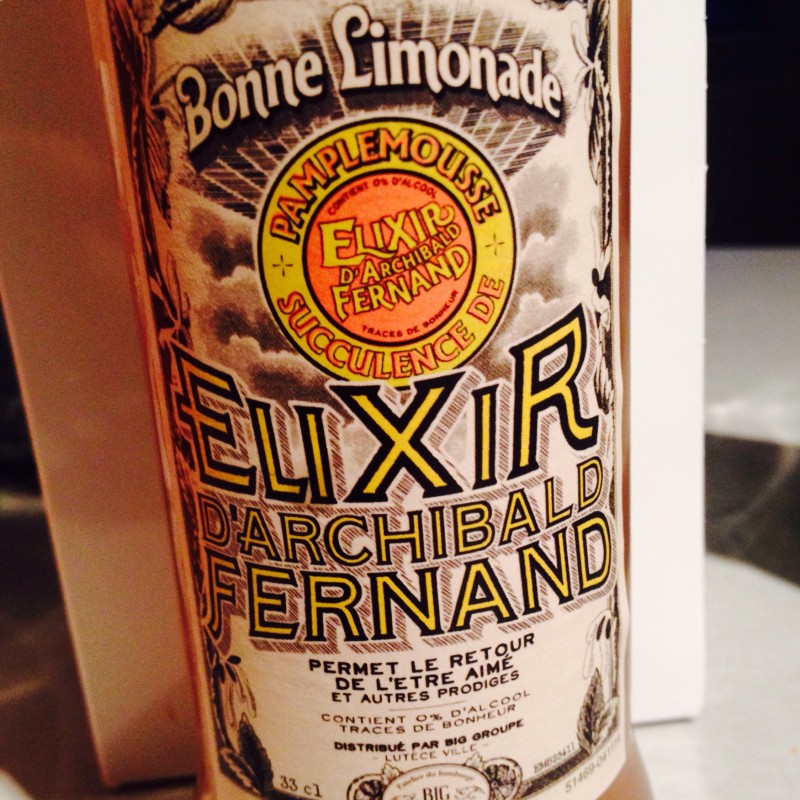 Bonne Limonade
PAMPLEMOUSSE
CONTIENT 0% D'ALCOOL
ELIXIR
D'ARCHIBALD
FERNAND
TRACES DE BONHEUR
SUCCULENCE DE
ELIXIR
D'ARCHIBALD
FERNAND
PERMET LE RETOUR
DE L'ETRE AIMÉ
ET AUTRES PRODIGES
CONTIENT 0% D'ALCOOL
TRACES DE BONHEUR
DISTRIBUÉ PAR BIG GROUPE
- LUTÈCE VILLE -
33 cl
BIG